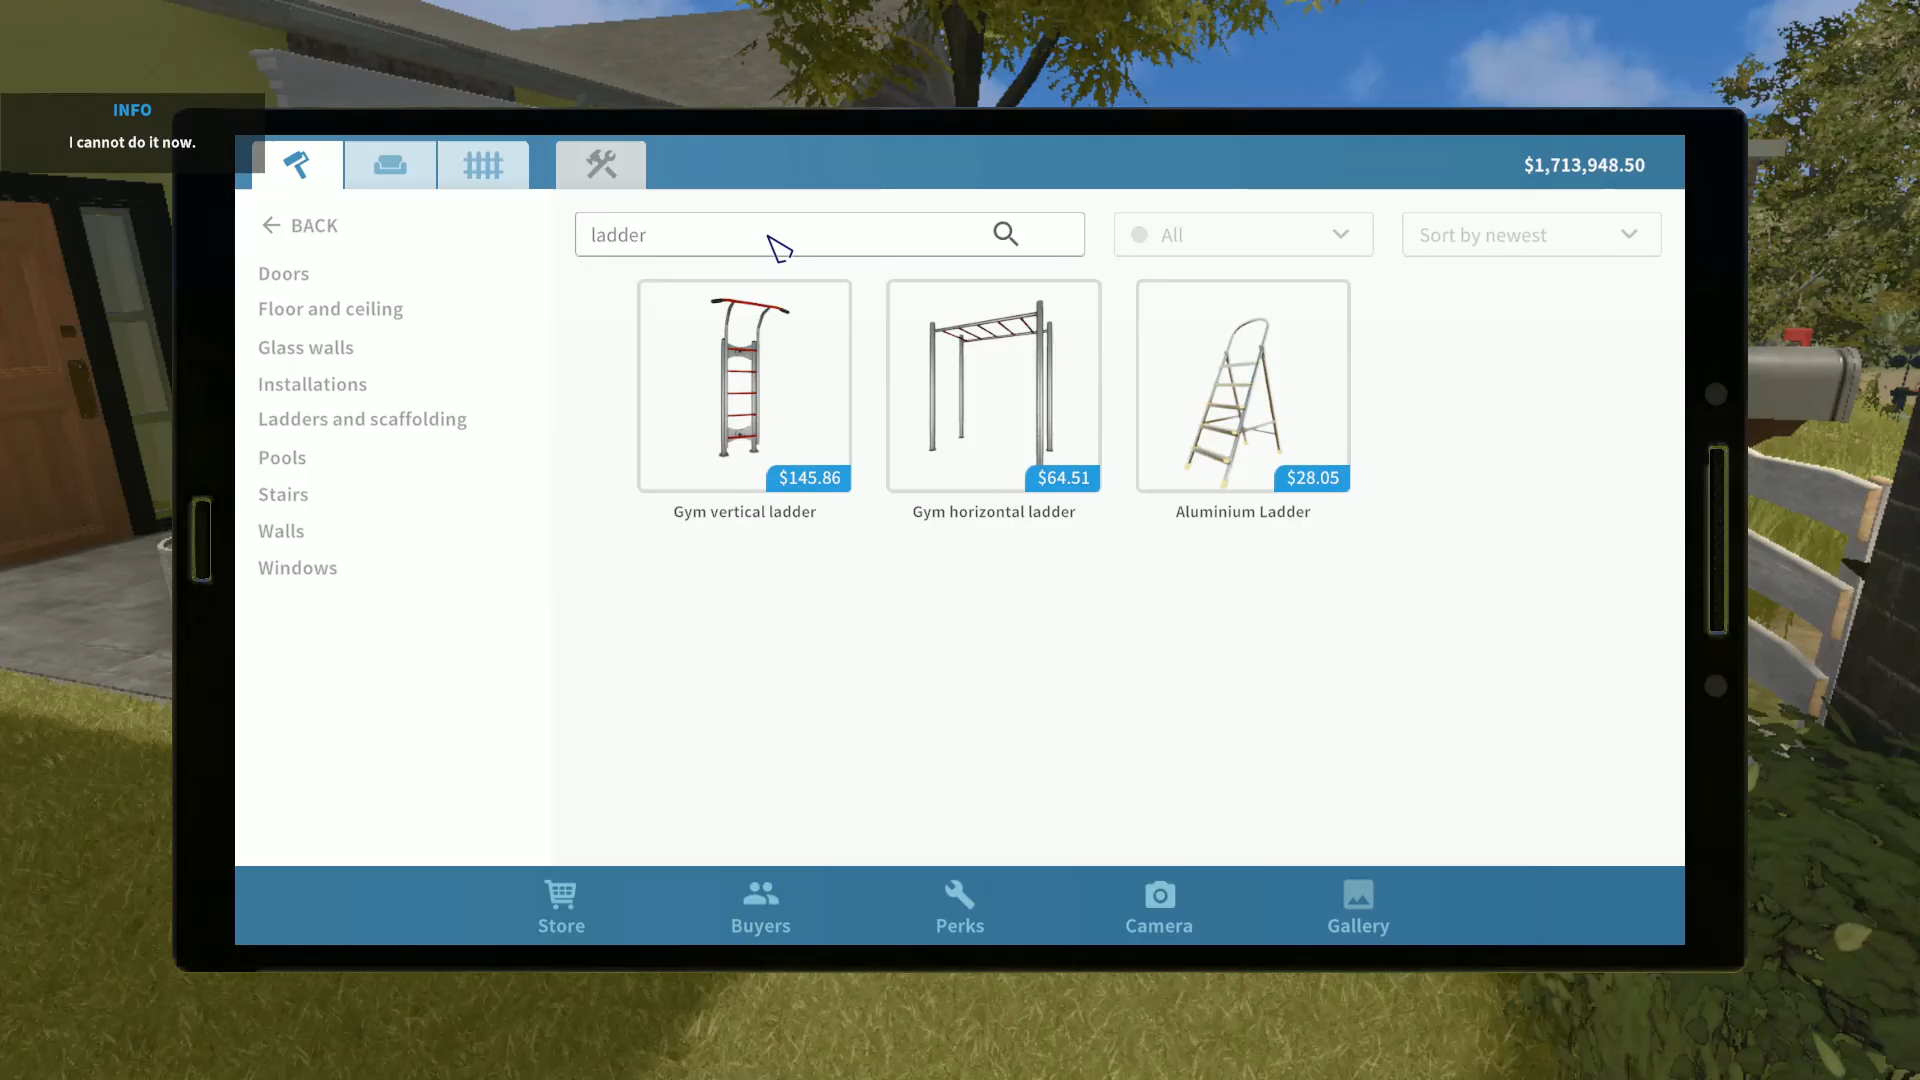 INFO
I cannot do it now.
$1,713,948.50
BACK
ladder
All
Sort by newest
Doors
Floor and ceiling
Glass walls
Installations
Ladders and scaffolding
Pools
Stairs
Walls
Windows
$145.86
$64.51
$28.05
Gym vertical ladder
Gym horizontal ladder
Aluminium Ladder
Store
Buyers
Perks
Camera
Gallery